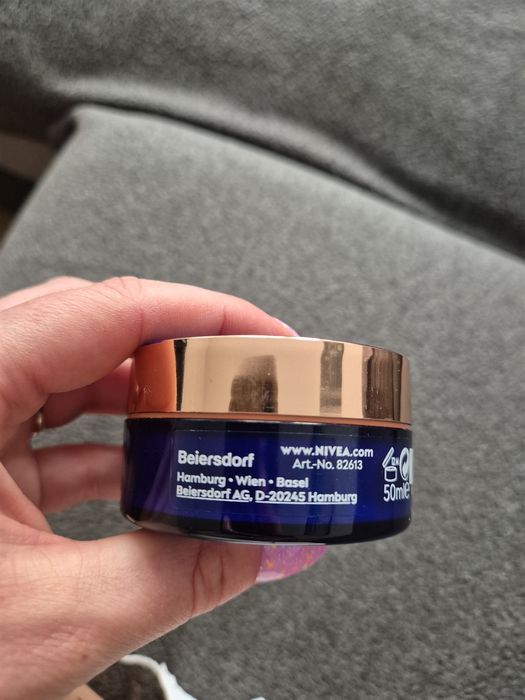 Beiersdorf
Hamburg • Wien • Basel
Beiersdorf AG, D-20245 Hamburg
www.NIVEA.com
Art.-No. 82613
50ml